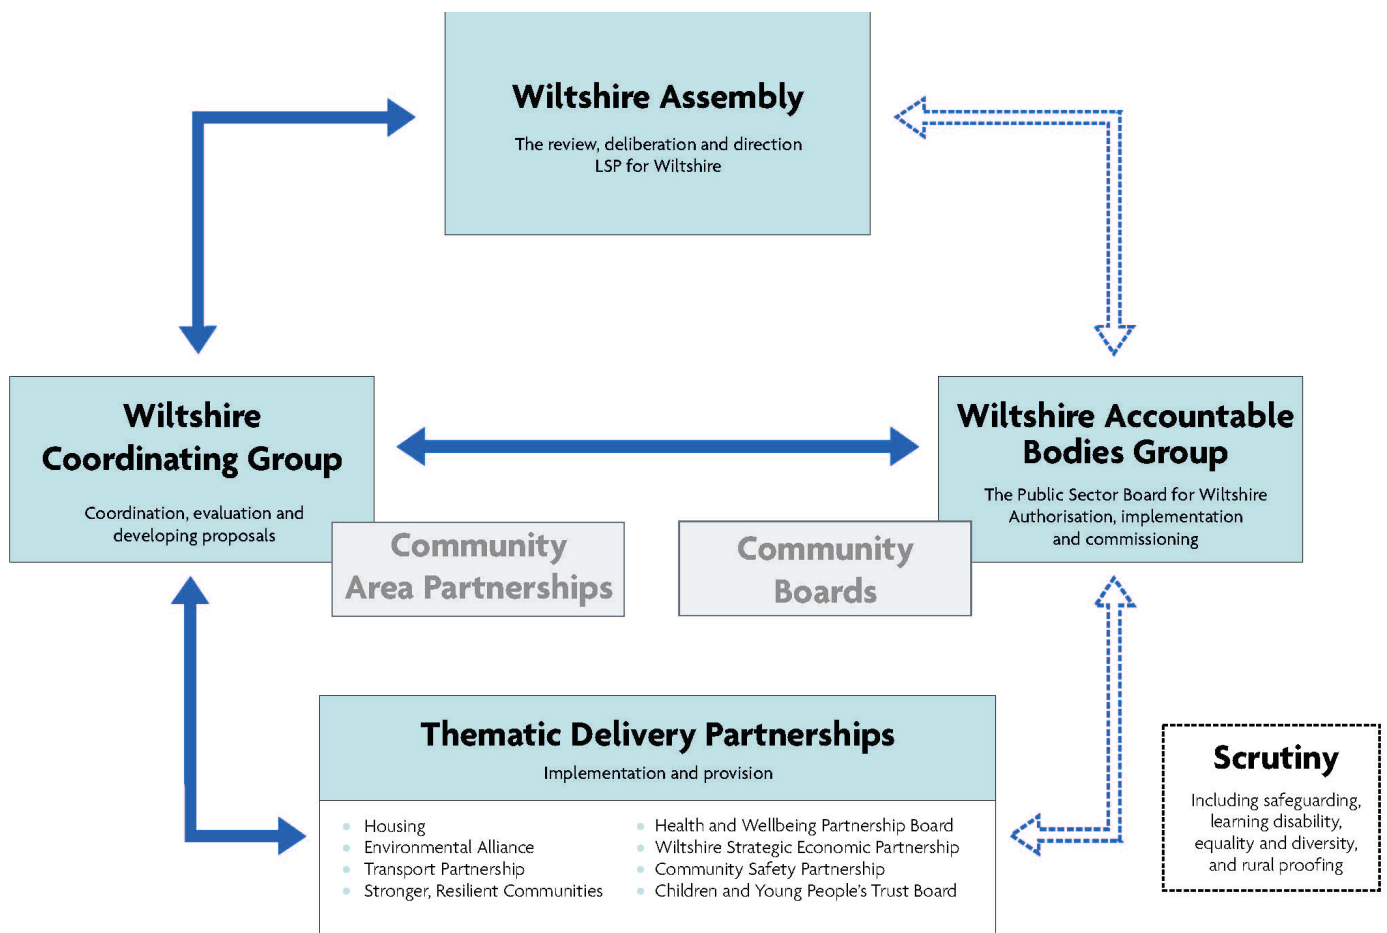 Wiltshire Assembly
The review, deliberation and direction
LSP for Wiltshire
Wiltshire
Coordinating Group
Coordination, evaluation and
developing proposals
Wiltshire Accountable
Bodies Group
The Public Sector Board for Wiltshire
Authorisation, implementation
and commissioning
Community
Area Partnerships
Community
Boards
Thematic Delivery Partnerships
Implementation and provision
Housing
Environmental Alliance
Transport Partnership
Stronger, Resilient Communities
Health and Wellbeing Partnership Board
Wiltshire Strategic Economic Partnership
Community Safety Partnership
Children and Young People's Trust Board
Scrutiny
Including safeguarding,
learning disability,
equality and diversity,
and rural proofing